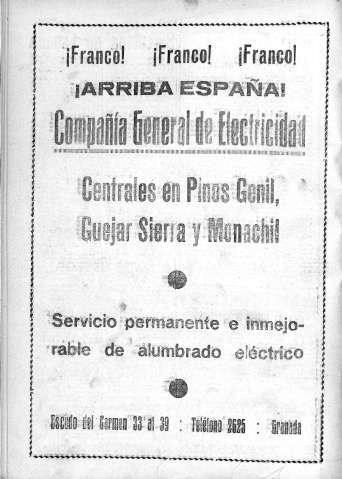 ¡Franco! ¡Franco! ¡Franco!
¡ARRIBA ESPAÑA!
Compañía General de Electricidad
Centrales en Pinos Genil,
Guejar Sierra y Monachil
Servicio permanente e inmejo-
rable de alumbrado eléctrico
Escudo del Carmen 33 al 39 : Teléfono 2625 : Granada